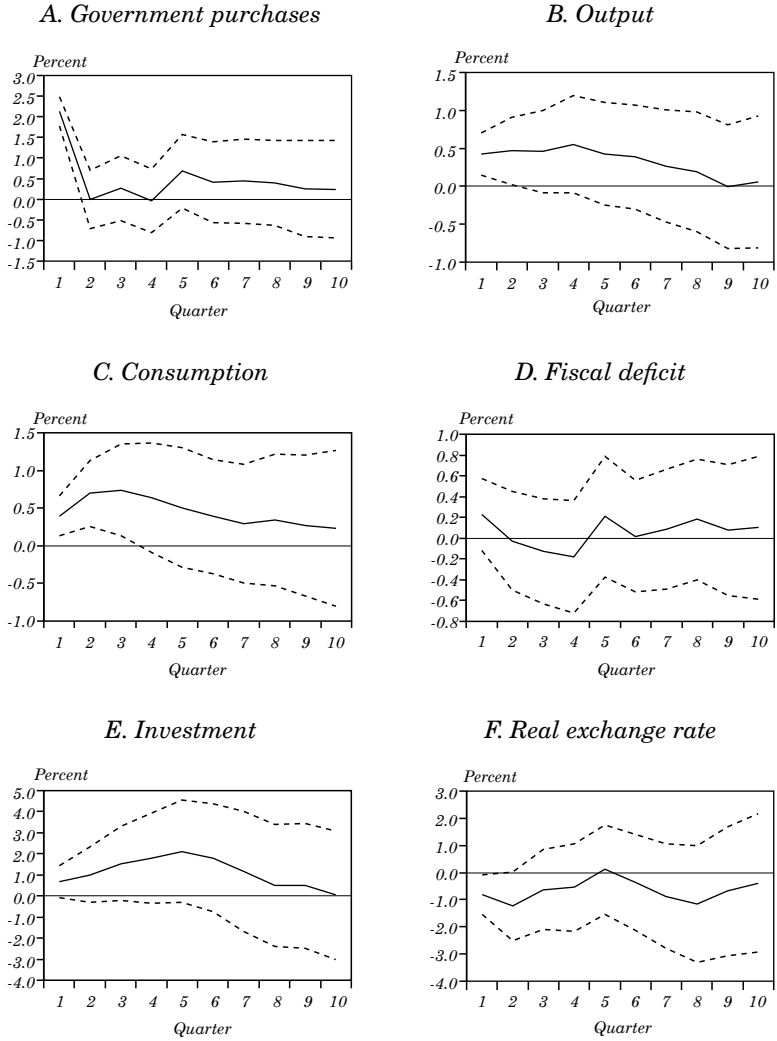 A. Government purchases
Percent
3.0
2.5
2.0
1.5
1.0
0.5
0.0
-0.5
-1.0
-1.5
1 2 3 4 5 6 7 8 9 10
Quarter
B. Output
Percent
1.5
1.0
0.5
0.0
-0.5
-1.0
1 2 3 4 5 6 7 8 9 10
Quarter
C. Consumption
Percent
1.5
1.0
0.5
0.0
-0.5
-1.0
1 2 3 4 5 6 7 8 9 10
Quarter
D. Fiscal deficit
Percent
1.0
0.8
0.6
0.4
0.2
0.0
-0.2
-0.4
-0.6
-0.8
1 2 3 4 5 6 7 8 9 10
Quarter
E. Investment
Percent
5.0
4.0
3.0
2.0
1.0
0.0
-1.0
-2.0
-3.0
-4.0
1 2 3 4 5 6 7 8 9 10
Quarter
F. Real exchange rate
Percent
3.0
2.0
1.0
0.0
-1.0
-2.0
-3.0
-4.0
1 2 3 4 5 6 7 8 9 10
Quarter